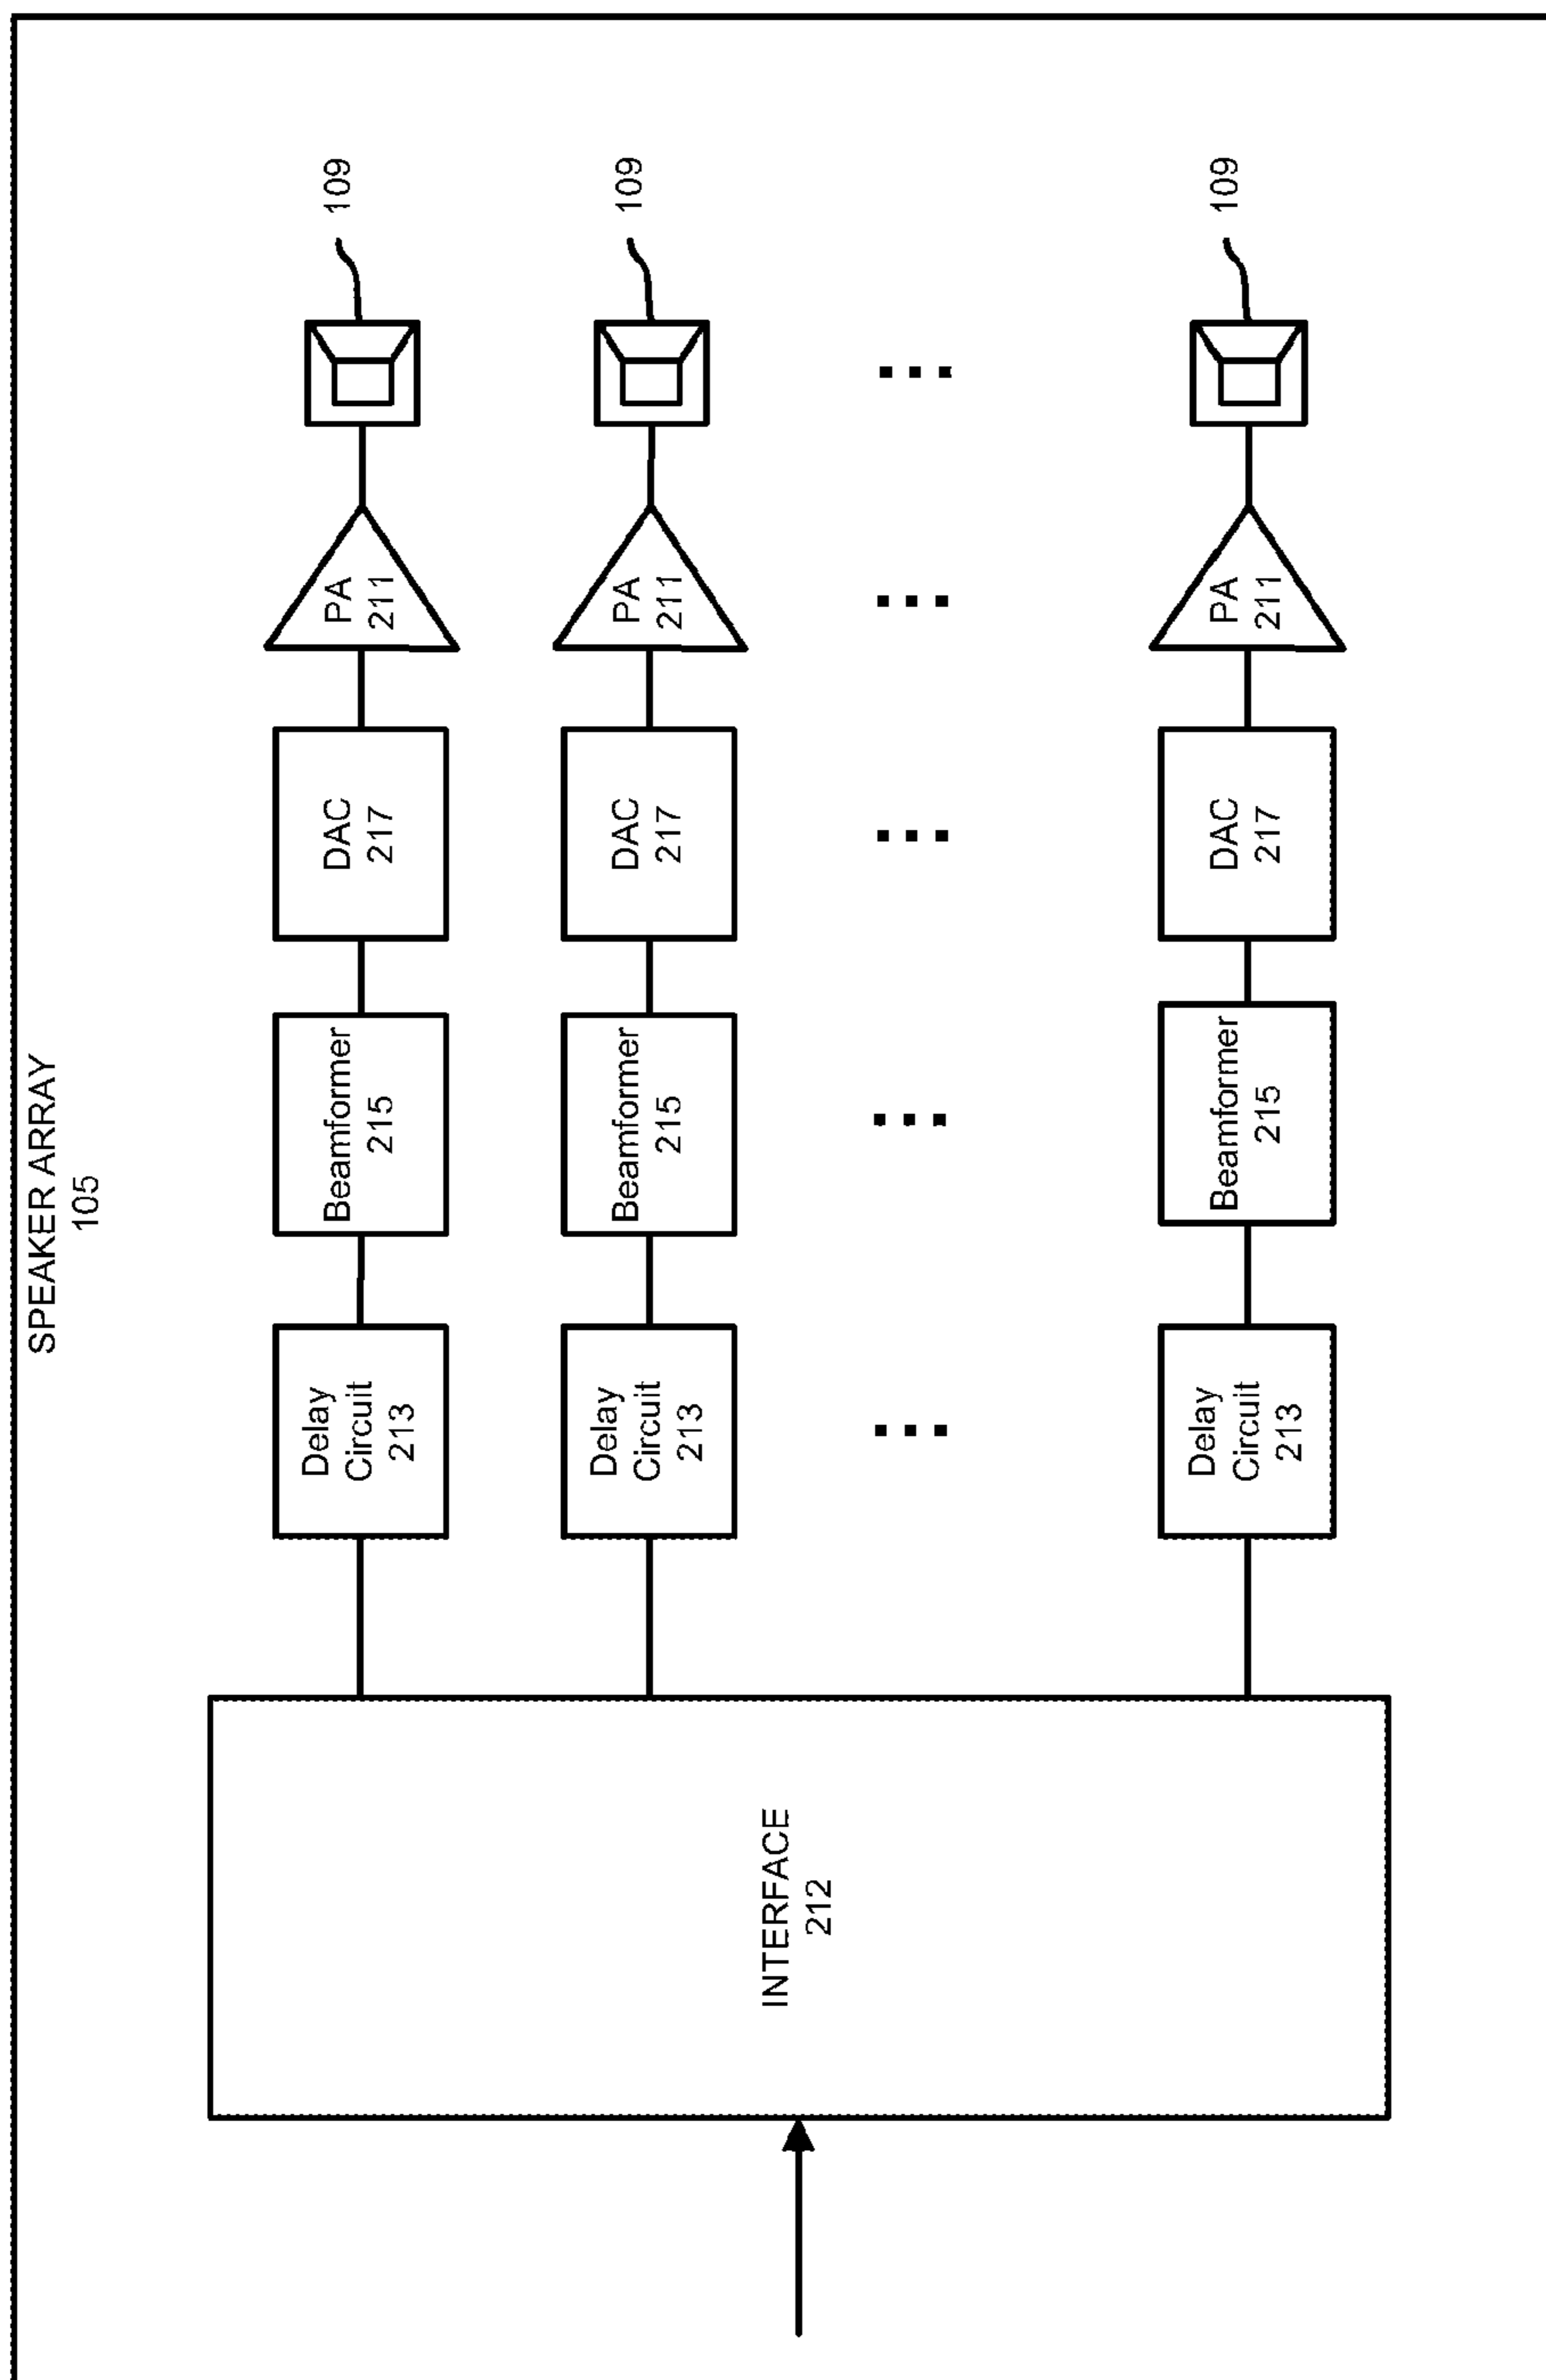 SPEAKER ARRAY
105
INTERFACE
212
Delay
Circuit
213
Beamformer
215
DAC
217
PA
211
109
Delay
Circuit
213
Beamformer
215
DAC
217
PA
211
109
Delay
Circuit
213
Beamformer
215
DAC
217
PA
211
109